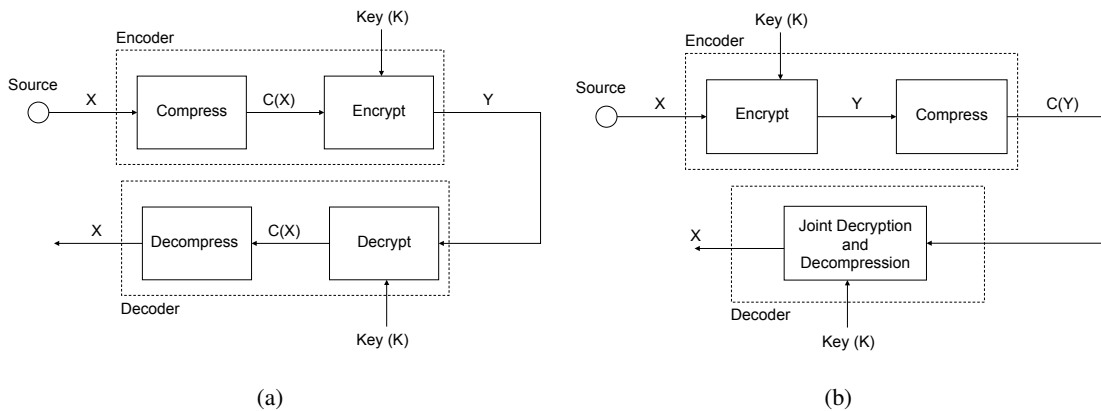 Key (K)
Encoder
Source
X
Compress
C(X)
Encrypt
Y
X
Decompress
C(X)
Decrypt
Decoder
Key (K)
(a)
Key (K)
Encoder
Source
X
Encrypt
Y
Compress
C(Y)
X
Joint Decryption
and
Decompression
Decoder
Key (K)
(b)